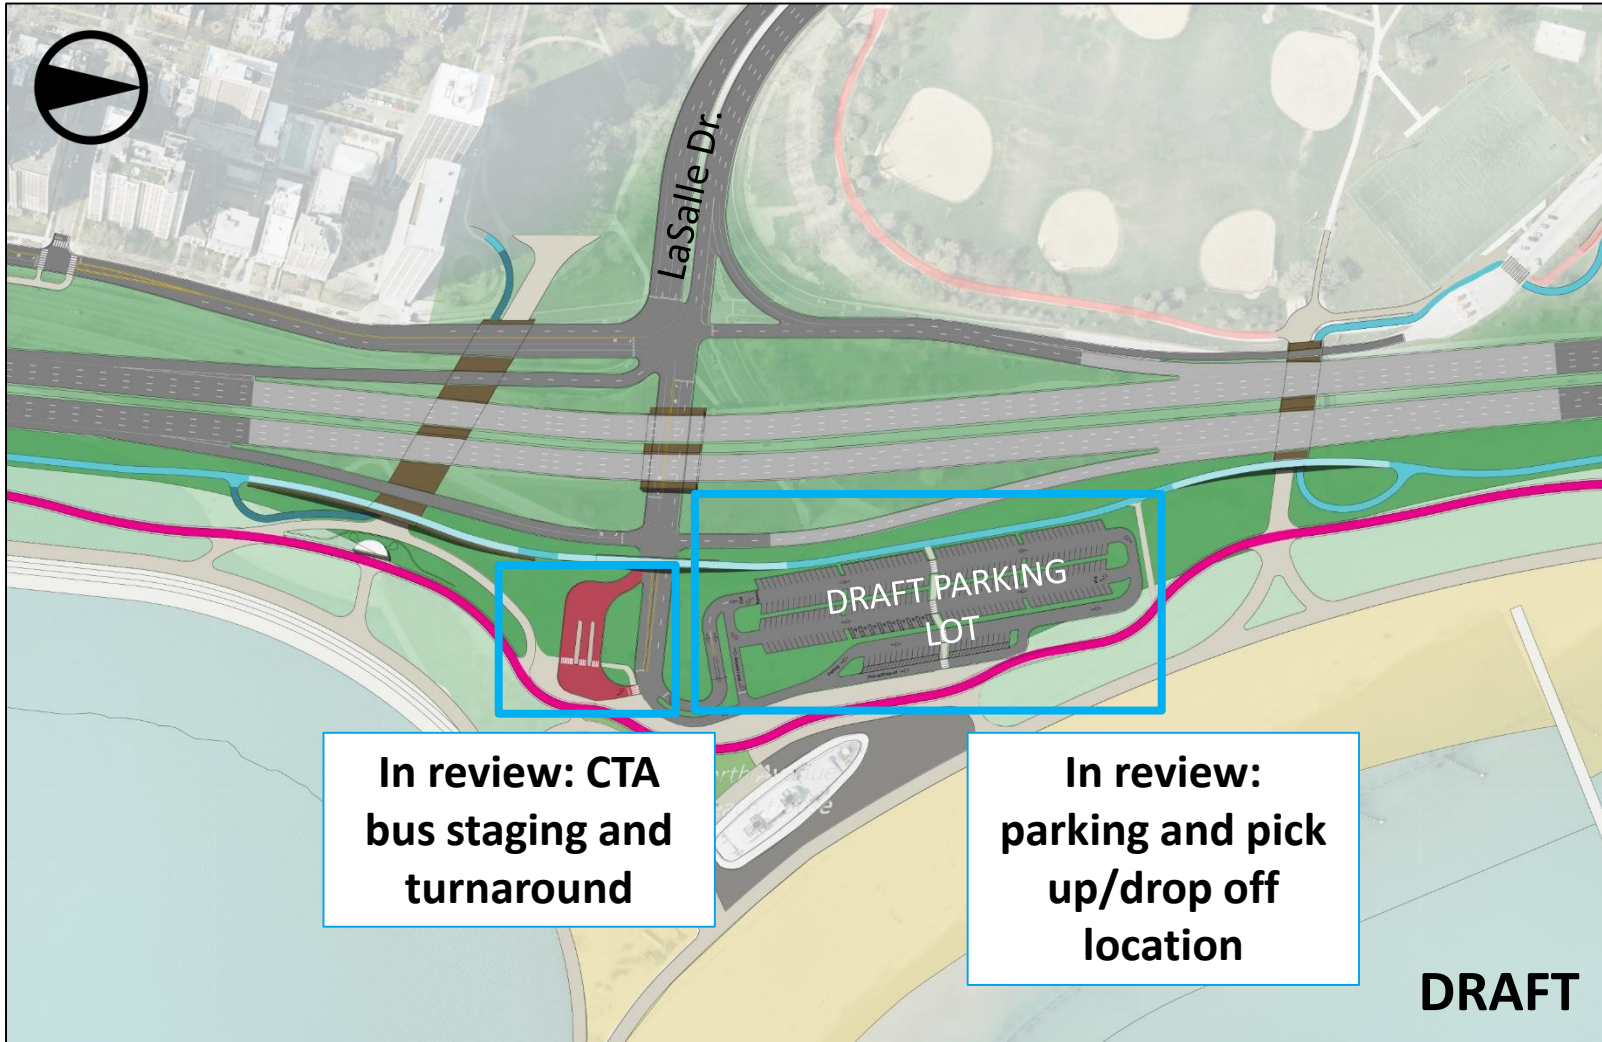 LaSalle Dr.
DRAFT PARKING
LOT
In review: CTA
bus staging and
turnaround
In review:
parking and pick
up/drop off
location
DRAFT